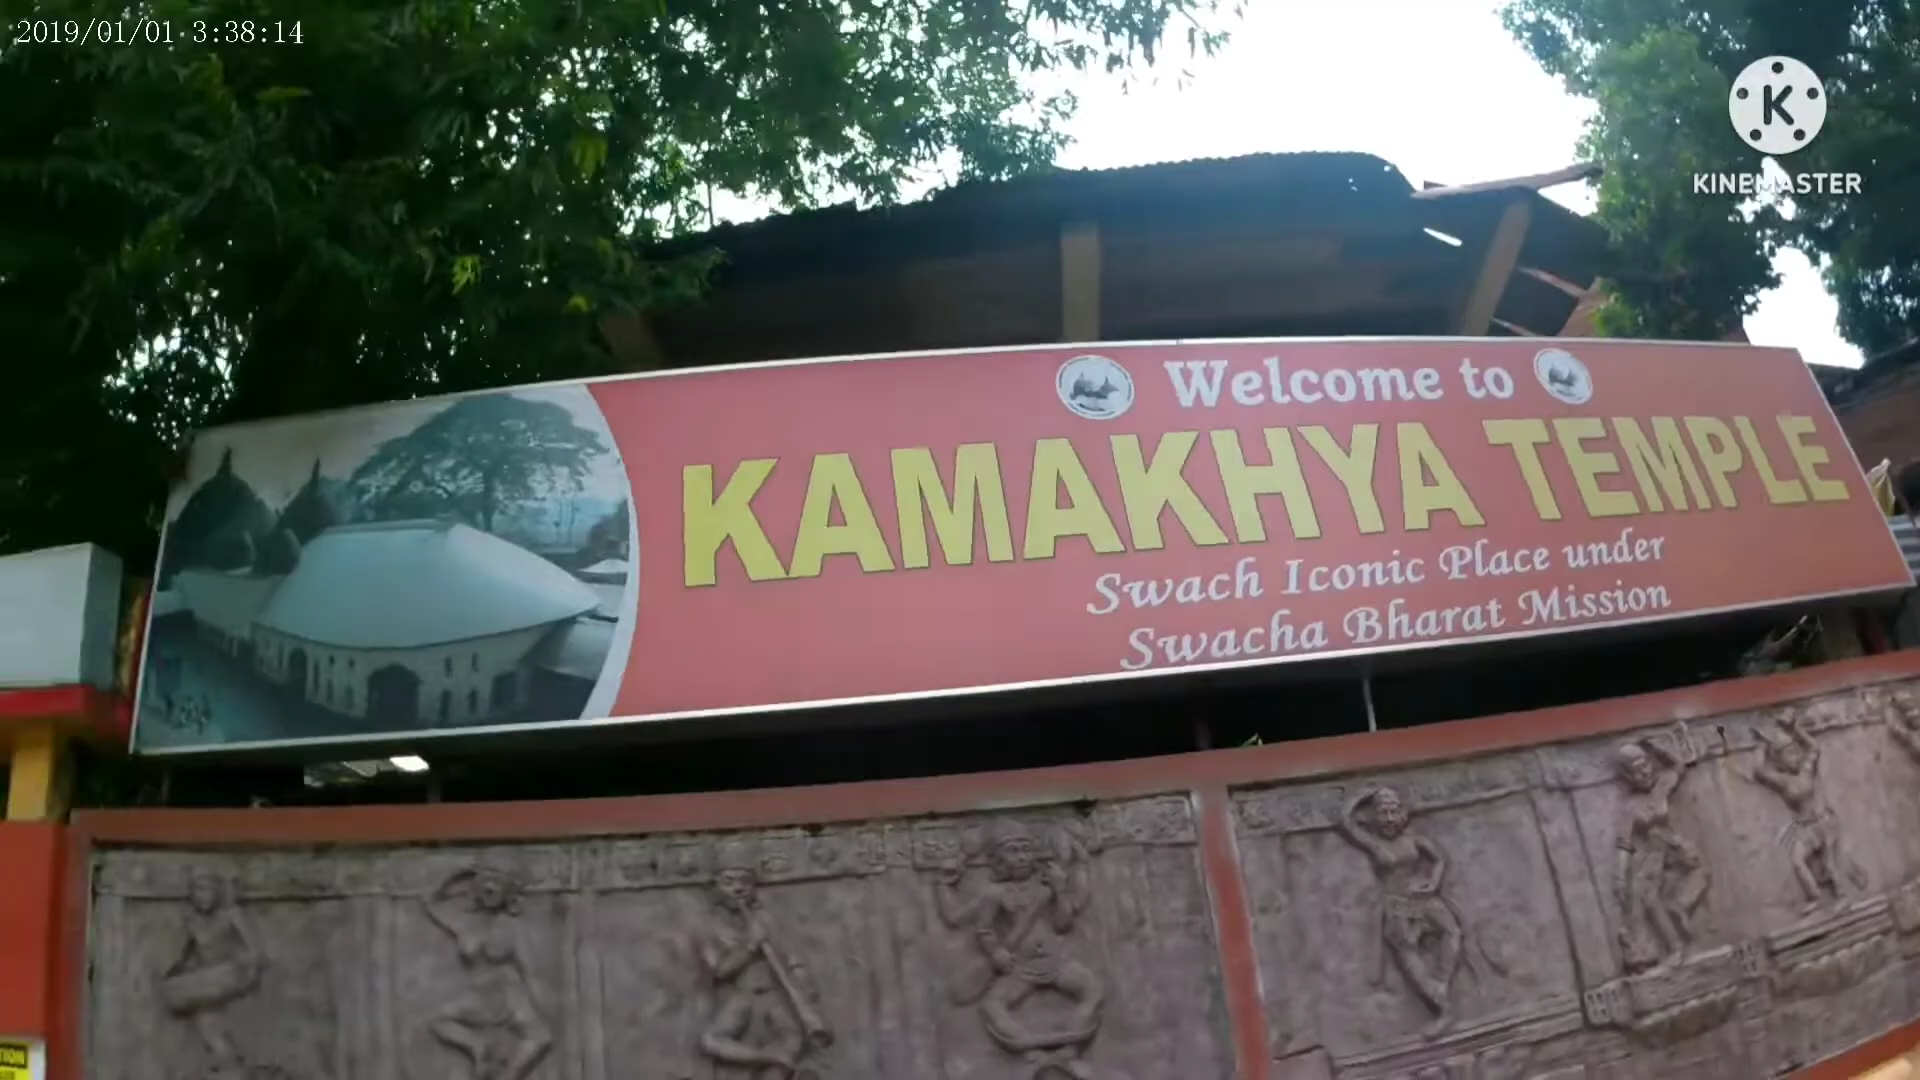 2019/01/01 3:38:14
KINEMASTER
Welcome to
KAMAKHYA TEMPLE
Swach Iconic Place under
Swacha Bharat Mission